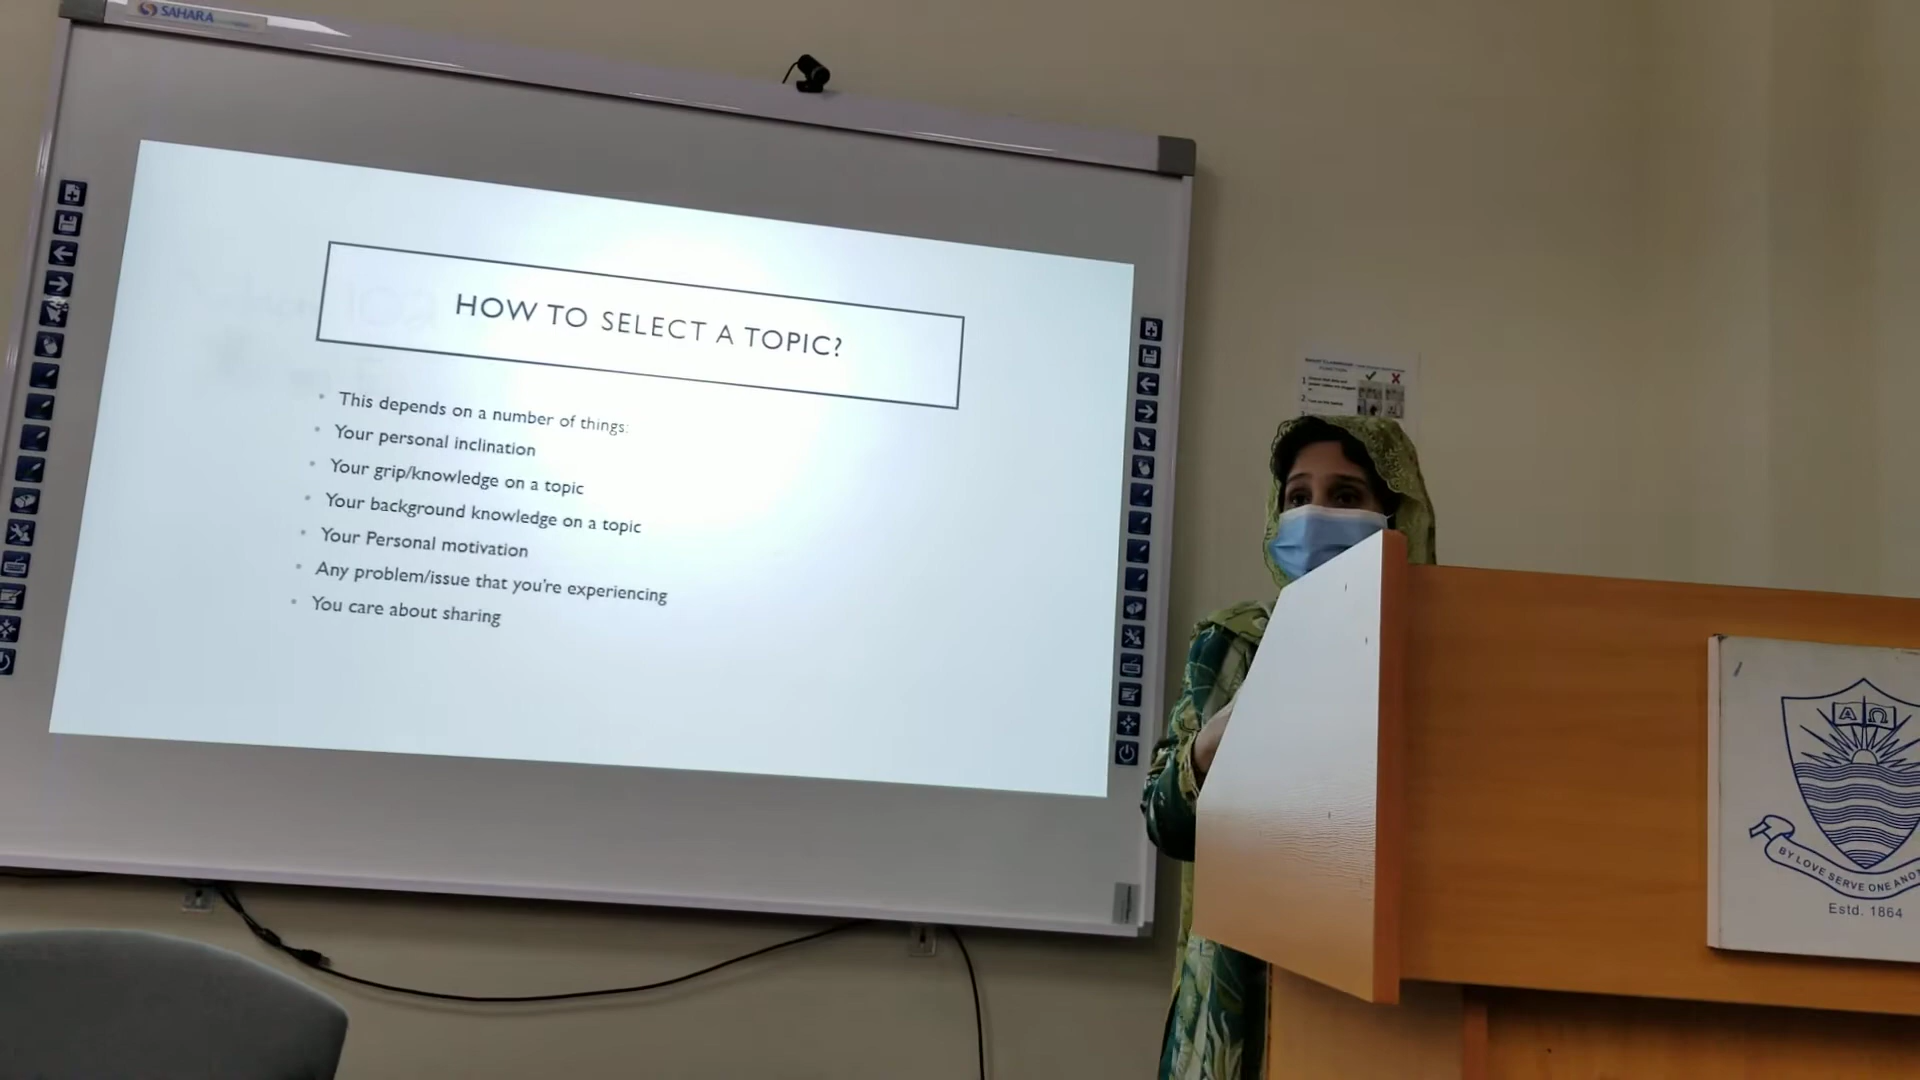 SAHARA
HOW TO SELECT A TOPIC?
• This depends on a number of things:
• Your personal inclination
• Your grip/knowledge on a topic
• Your background knowledge on a topic
• Your Personal motivation
• Any problem/issue that you're experiencing
• You care about sharing
1
2
Α Ω
BY LOVE SERVE ONE ANO
Estd. 1864